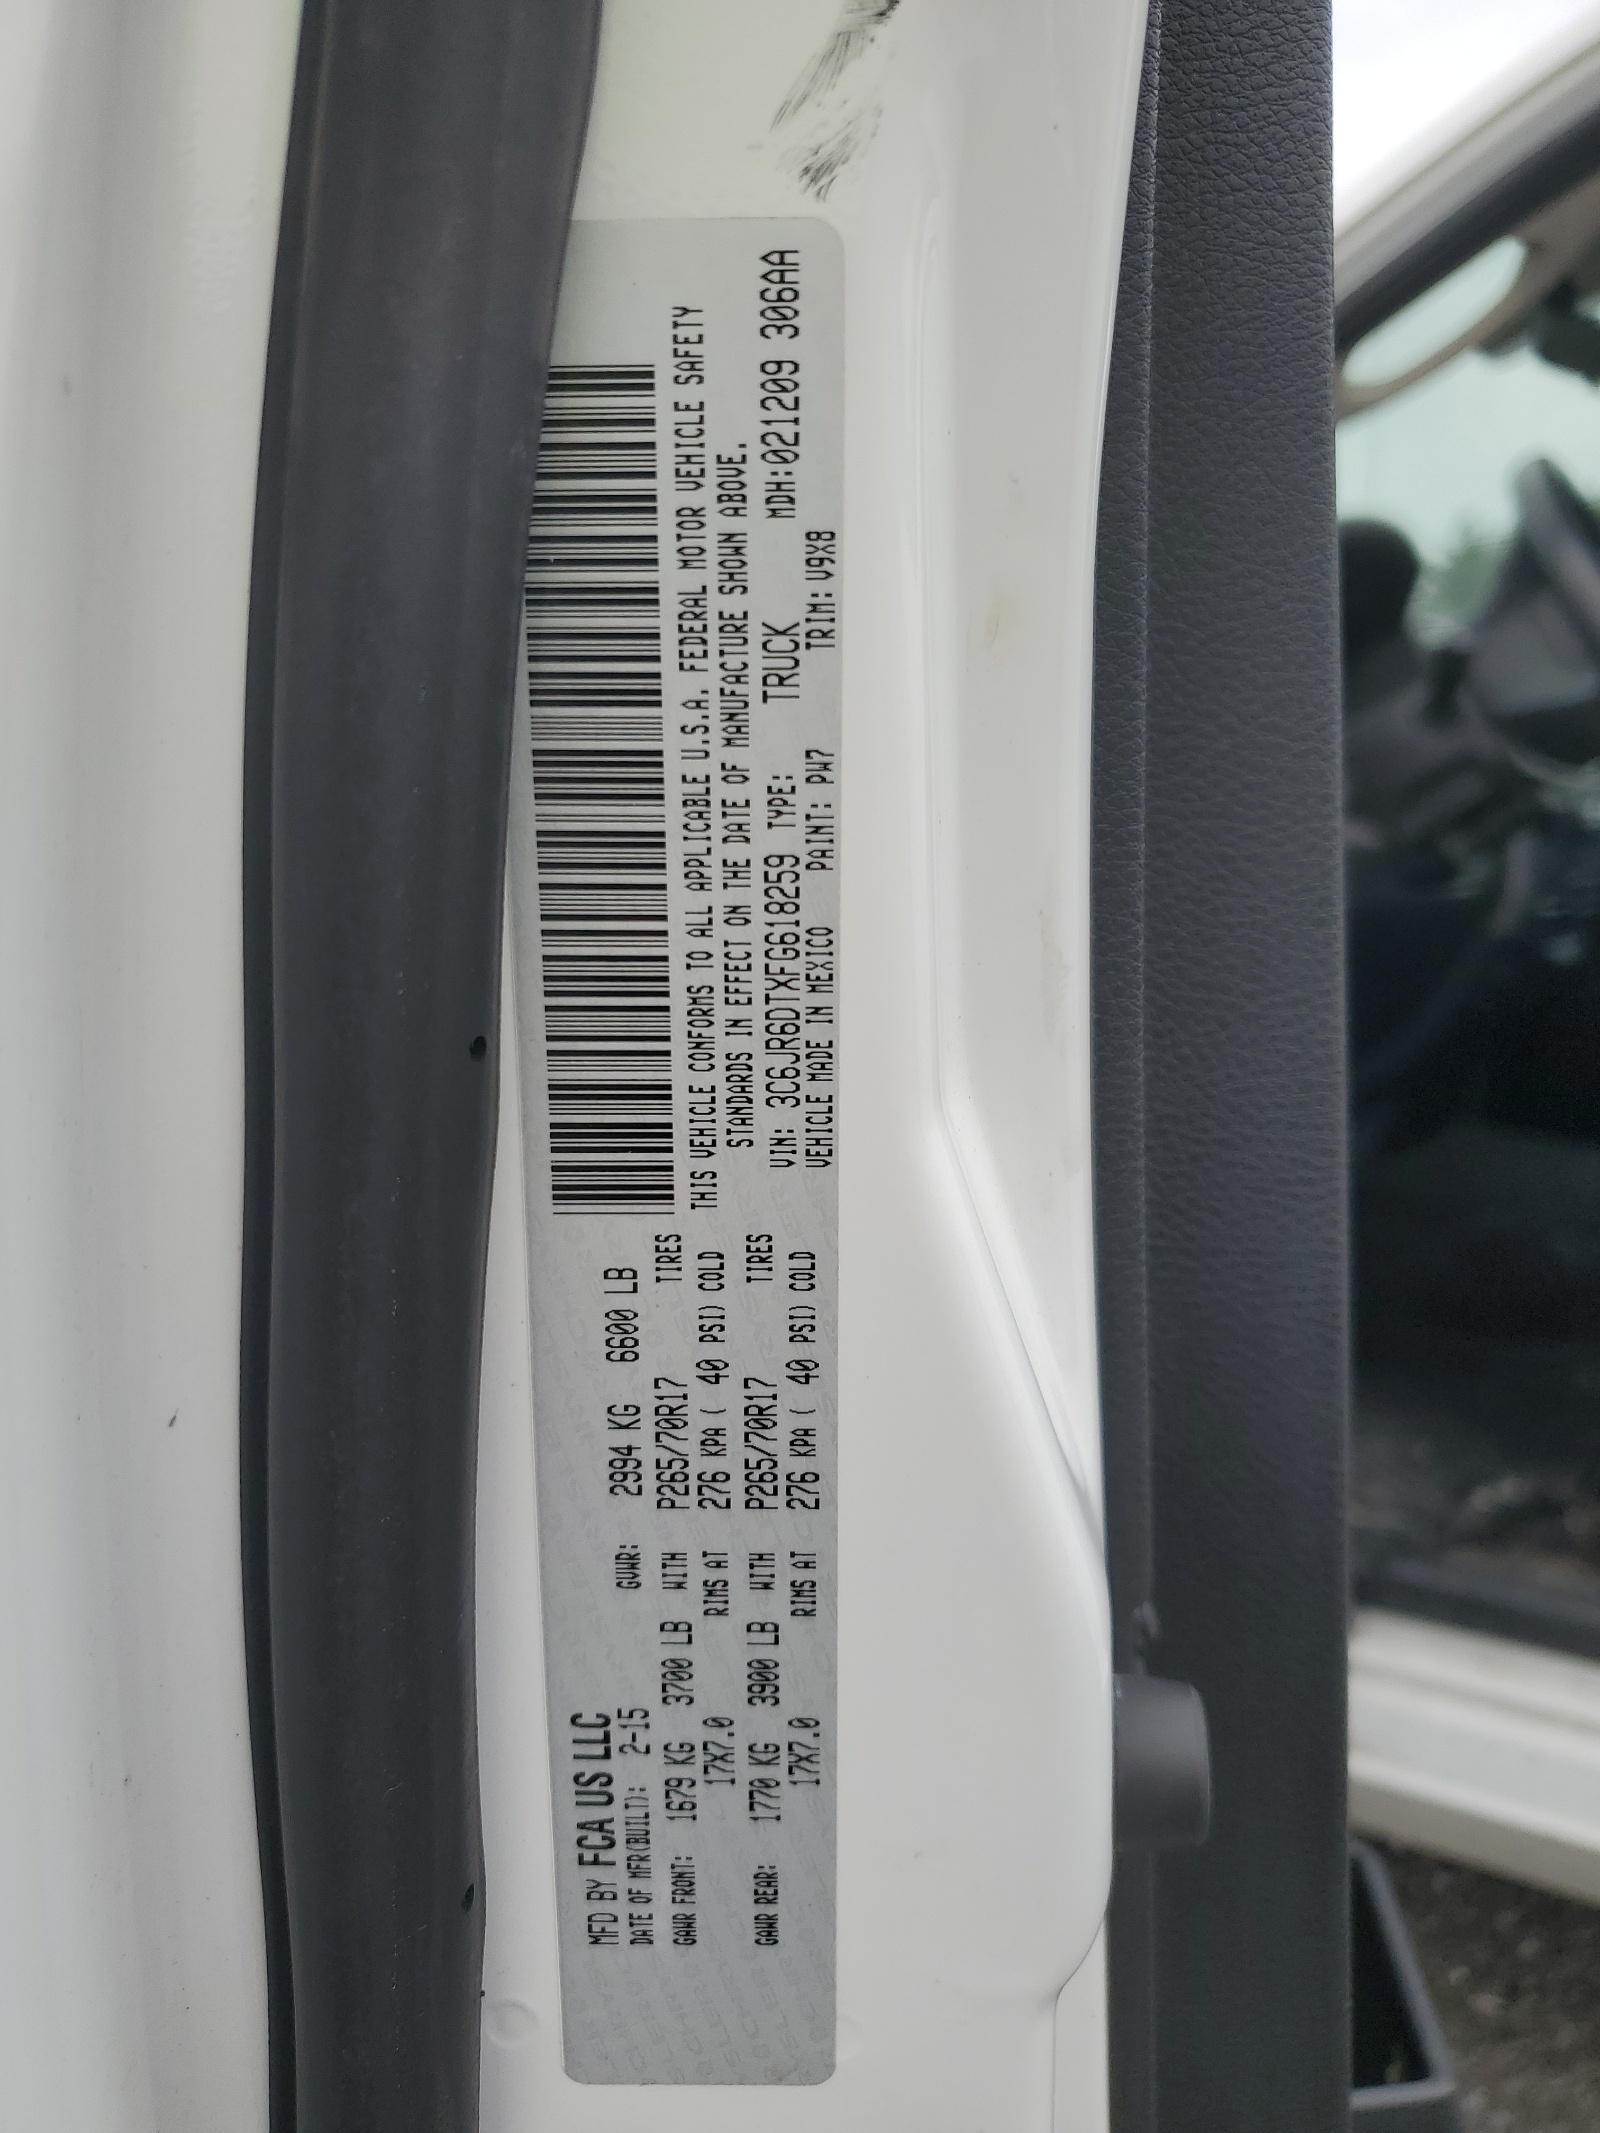 MFD BY FCA US LLC
DATE OF MFR(BUILT): 2-15 GVWR: 2994 KG 6600 LB
GAWR FRONT: 1679 KG 3700 LB WITH P265/70R17 TIRES
17X7.0 RIMS AT 276 KPA ( 40 PSI) COLD
GAWR REAR: 1770 KG 3900 LB WITH P265/70R17 TIRES
17X7.0 RIMS AT 276 KPA ( 40 PSI) COLD
THIS VEHICLE CONFORMS TO ALL APPLICABLE U.S.A. FEDERAL MOTOR VEHICLE SAFETY
STANDARDS IN EFFECT ON THE DATE OF MANUFACTURE SHOWN ABOVE.
VIN: 3C6JR6DTXFG618259 TYPE: TRUCK MDH:021209 306AA
VEHICLE MADE IN MEXICO PAINT: PW7 TRIM: V9X8